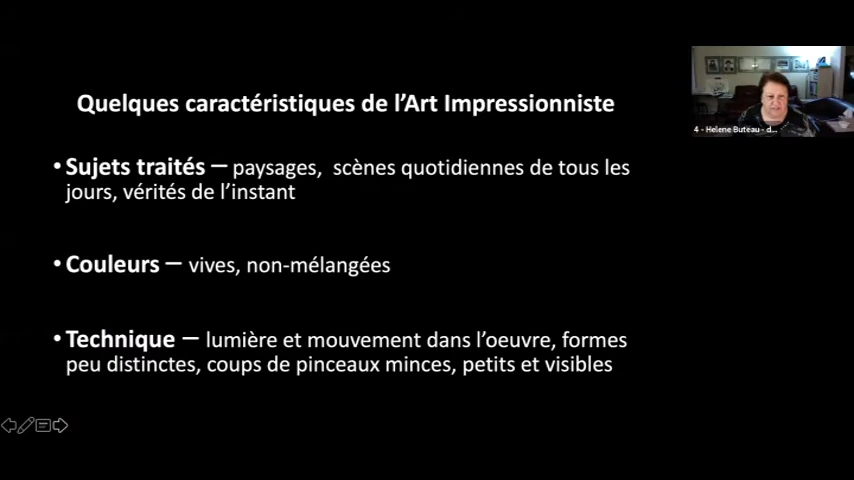 Quelques caractéristiques de l'Art Impressionniste
4 - Helene Buteau - d...
• Sujets traités – paysages, scènes quotidiennes de tous les
jours, vérités de l'instant
• Couleurs – vives, non-mélangées
• Technique – lumière et mouvement dans l'oeuvre, formes
peu distinctes, coups de pinceaux minces, petits et visibles